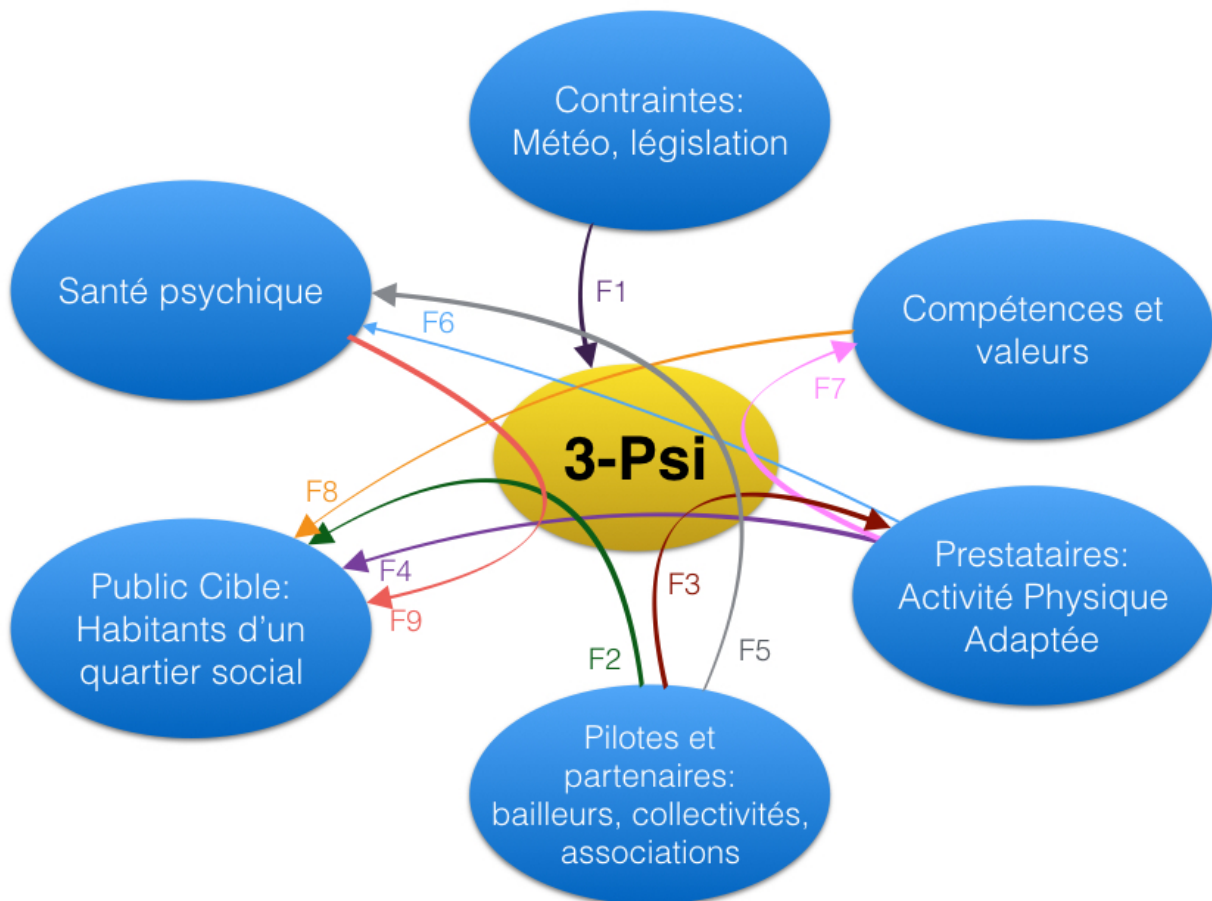 Contraintes:
Météo, législation
F1
Santé psychique
F6
Compétences et
valeurs
F7
3-Psi
F8
F4
F9
Public Cible:
Habitants d'un
quartier social
F3
F2
F5
Prestataires:
Activité Physique
Adaptée
Pilotes et
partenaires:
bailleurs, collectivités,
associations